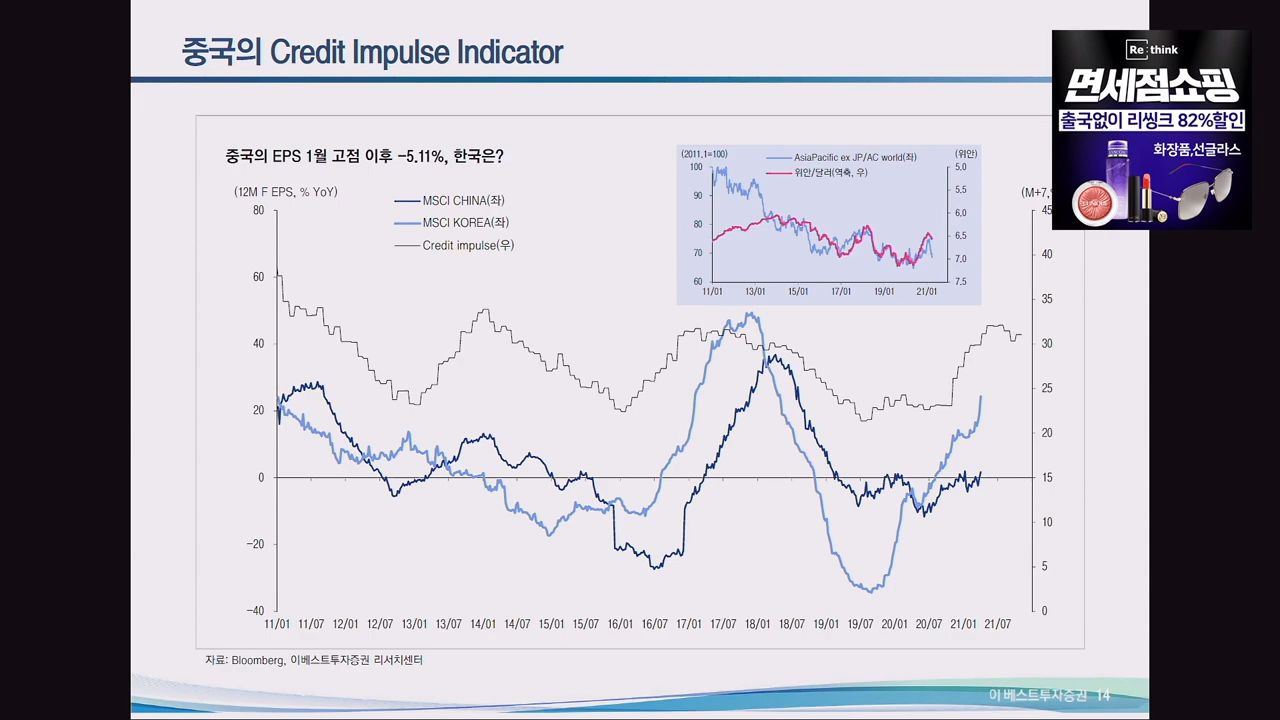 중국의 Credit Impulse Indicator
Re:think
면세점쇼핑
출국없이 리씽크 82%할인
화장품,선글라스
중국의 EPS 1월 고점 이후 -5.11%, 한국은?
(12M F EPS, % YoY)
MSCI CHINA(좌)
MSCI KOREA(좌)
Credit impulse(우)
(2011.1=100)
AsiaPacific ex JP/AC world(좌)
위안/달러(역축, 우)
(위안)
100
90
80
70
60
5.0
5.5
6.0
6.5
7.0
7.5
11/01 13/01 15/01 17/01 19/01 21/01
(M+7,
80
60
40
20
0
-20
-40
45
40
35
30
25
20
15
10
5
0
11/01 11/07 12/01 12/07 13/01 13/07 14/01 14/07 15/01 15/07 16/01 16/07 17/01 17/07 18/01 18/07 19/01 19/07 20/01 20/07 21/01 21/07
자료: Bloomberg, 이베스트투자증권 리서치센터
이베스트투자증권 14